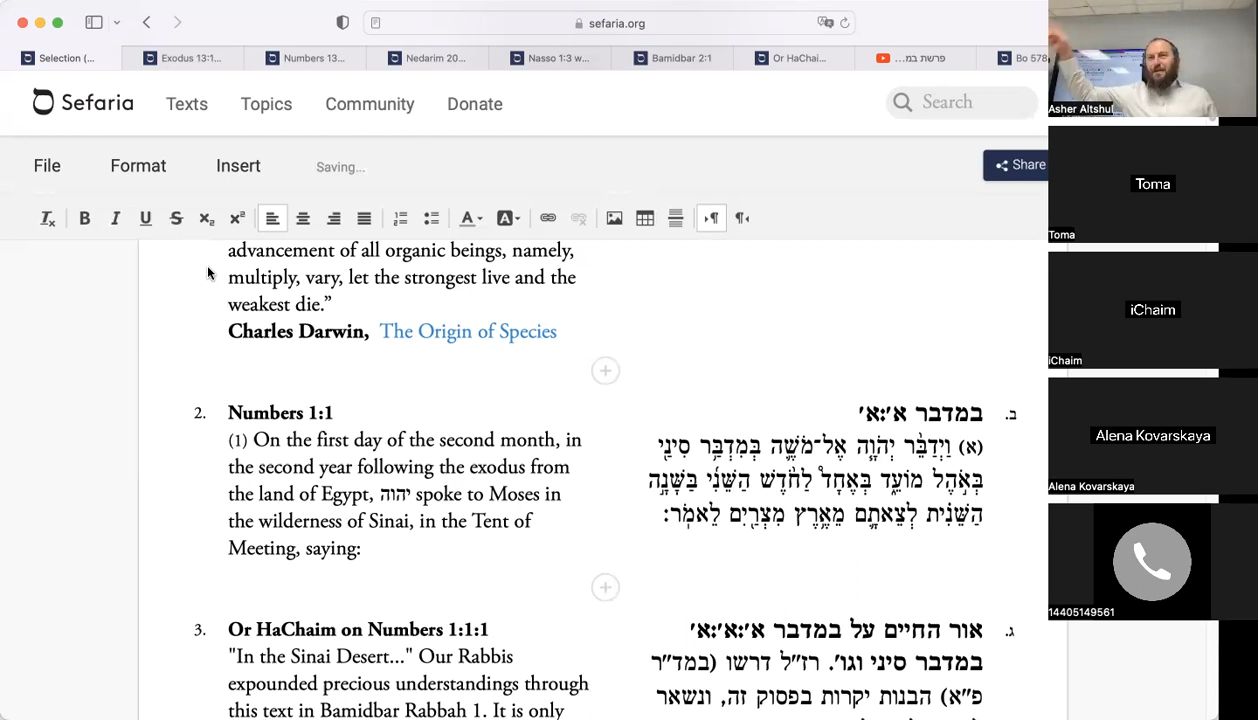 sefaria.org
Selection (...
Exodus 13:1...
Numbers 13...
Nedarim 20...
Nasso 1:3 w...
Bamidbar 2:1
Or HaChai...
פרשת במ...
Bo 578
Sefaria
Texts
Topics
Community
Donate
Search
File
Format
Insert
Saving...
Share
advancement of all organic beings, namely,
multiply, vary, let the strongest live and the
weakest die.”
Charles Darwin, The Origin of Species
2. Numbers 1:1
(1) On the first day of the second month, in
the second year following the exodus from
the land of Egypt, יהוה spoke to Moses in
the wilderness of Sinai, in the Tent of
Meeting, saying:
ב. במדבר א׳:א׳
(א) וַיְדַבֵּ֨ר יְהֹוָ֧ה אֶל־מֹשֶׁ֛ה בְּמִדְבַּ֥ר סִינַ֖י
בְּאֹ֣הֶל מוֹעֵ֑ד בְּאֶחָד֩ לַחֹ֨דֶשׁ הַשֵּׁנִ֜י בַּשָּׁנָ֣ה
הַשֵּׁנִ֗ית לְצֵאתָ֛ם מֵאֶ֥רֶץ מִצְרַ֖יִם לֵאמֹֽר׃
3. Or HaChaim on Numbers 1:1:1
"In the Sinai Desert..." Our Rabbis
expounded precious understandings through
this text in Bamidbar Rabbah 1. It is only
ג. אור החיים על במדבר א׳:א׳:א׳
במדבר סיני וגו'. רז"ל דרשו (במד"ר
פ"א) הבנות יקרות בפסוק זה, ונשאר
Asher Altshul...
Toma
Toma
iChaim
iChaim
Alena Kovarskaya
Alena Kovarskaya
14405149561